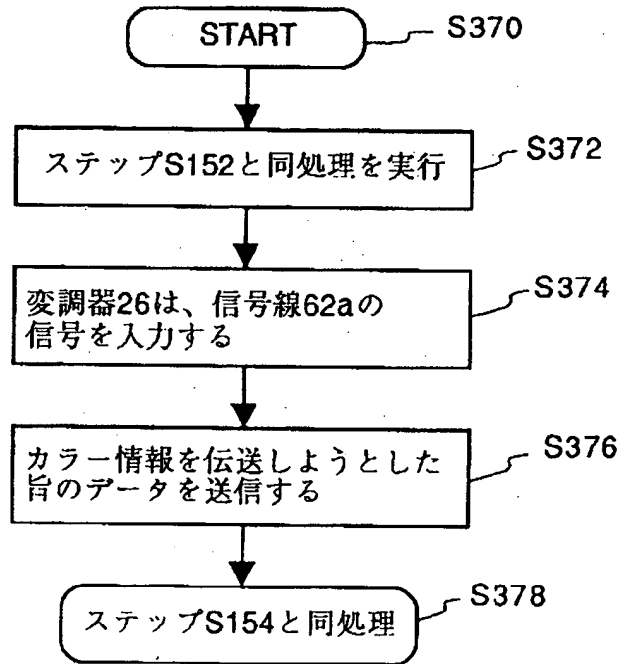 START
S370
ステップS152と同処理を実行
S372
変調器26は、信号線62aの
信号を入力する
S374
カラー情報を伝送しようとした
旨のデータを送信する
S376
ステップS154と同処理
S378